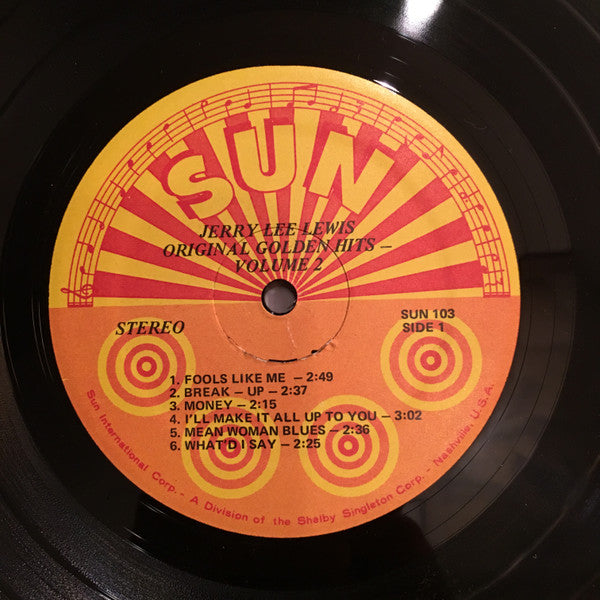 SUN
JERRY LEE LEWIS
ORIGINAL GOLDEN HITS –
VOLUME 2
STEREO
SUN 103
SIDE 1
1. FOOLS LIKE ME – 2:49
2. BREAK – UP – 2:37
3. MONEY – 2:15
4. I'LL MAKE IT ALL UP TO YOU – 3:02
5. MEAN WOMAN BLUES – 2:36
6. WHAT'D I SAY – 2:25
Sun International Corp. - A Division of the Shelby Singleton Corp. - Nashville, U.S.A.